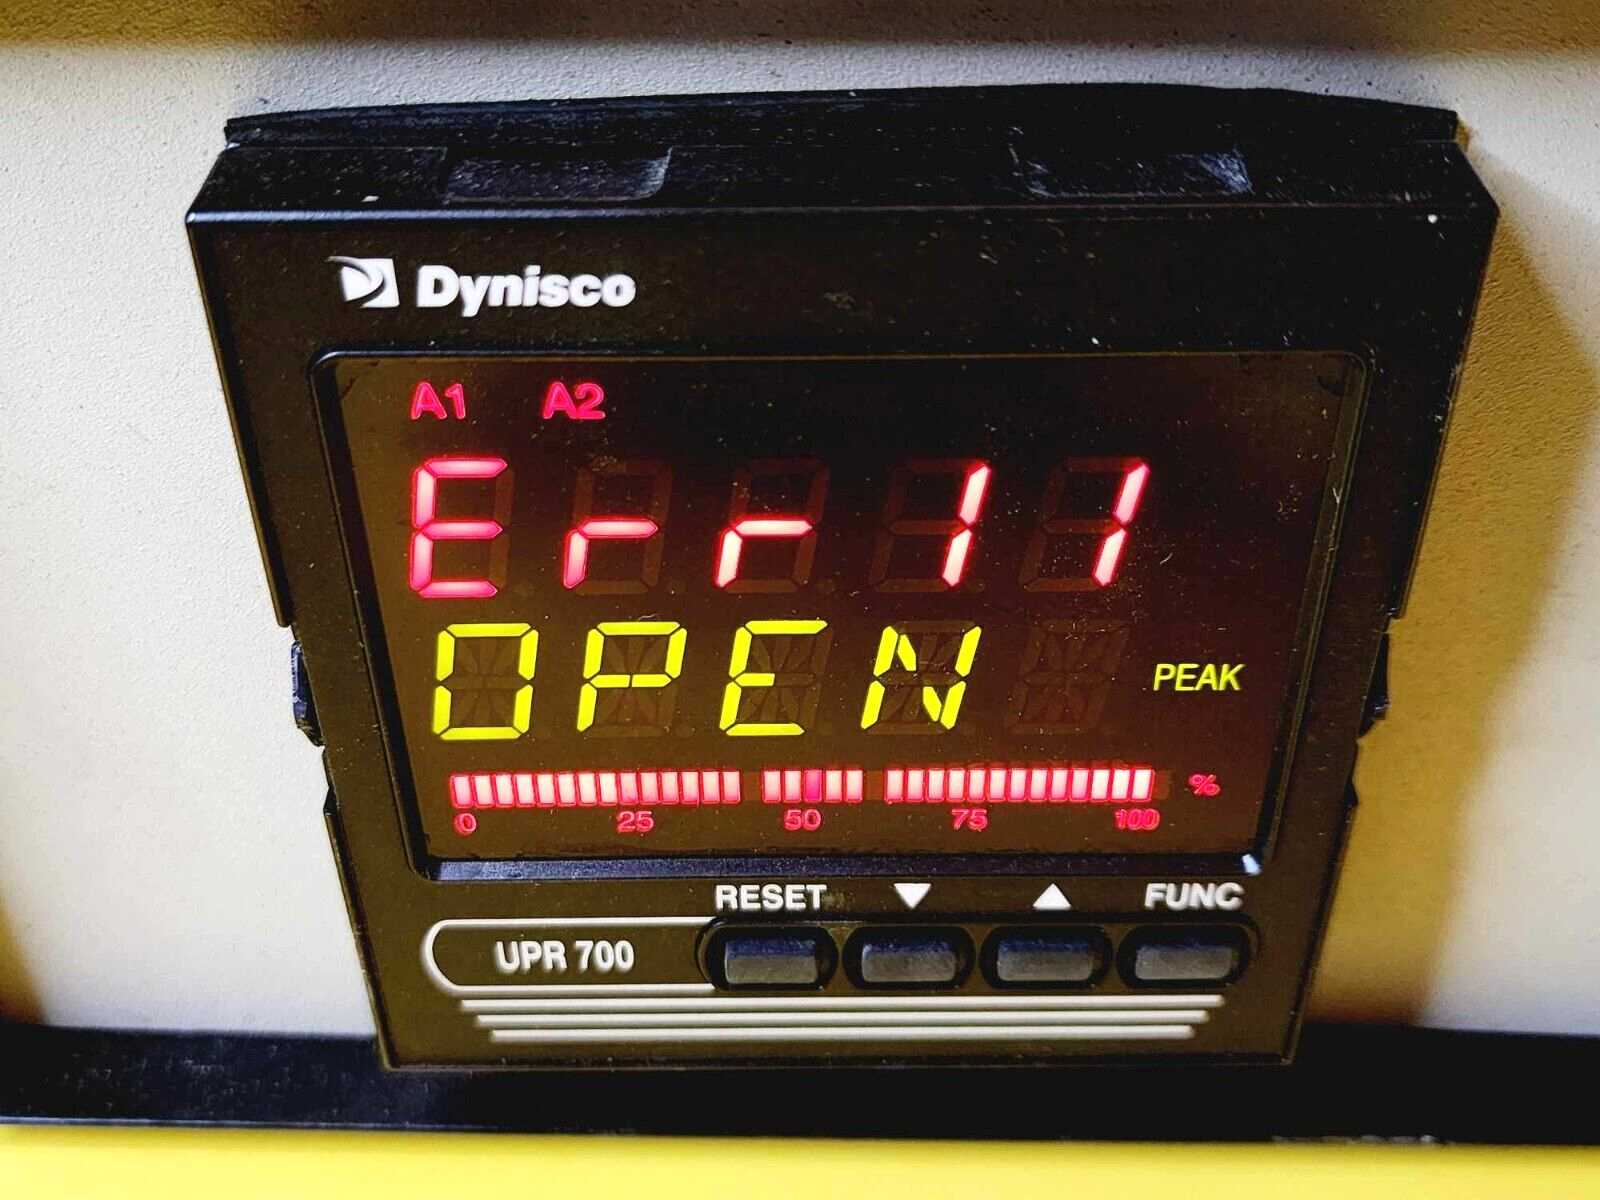 Dynisco
A1 A2
Err11
OPEN
PEAK
%
0 25 50 75 100
RESET ▼ ▲ FUNC
UPR 700